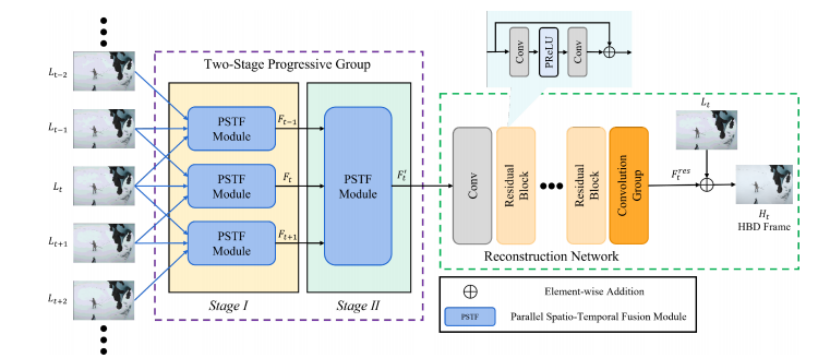 L_{t-2}
L_{t-1}
L_t
L_{t+1}
L_{t+2}
Two-Stage Progressive Group
PSTF
Module
PSTF
Module
PSTF
Module
F_{t-1}
F_t
F_{t+1}
PSTF
Module
F_t'
Stage I
Stage II
Conv
PReLU
Conv
Conv
Residual
Block
Residual
Block
Convolution
Group
F_t^{res}
L_t
H_t
HBD Frame
Reconstruction Network
Element-wise Addition
PSTF
Parallel Spatio-Temporal Fusion Module